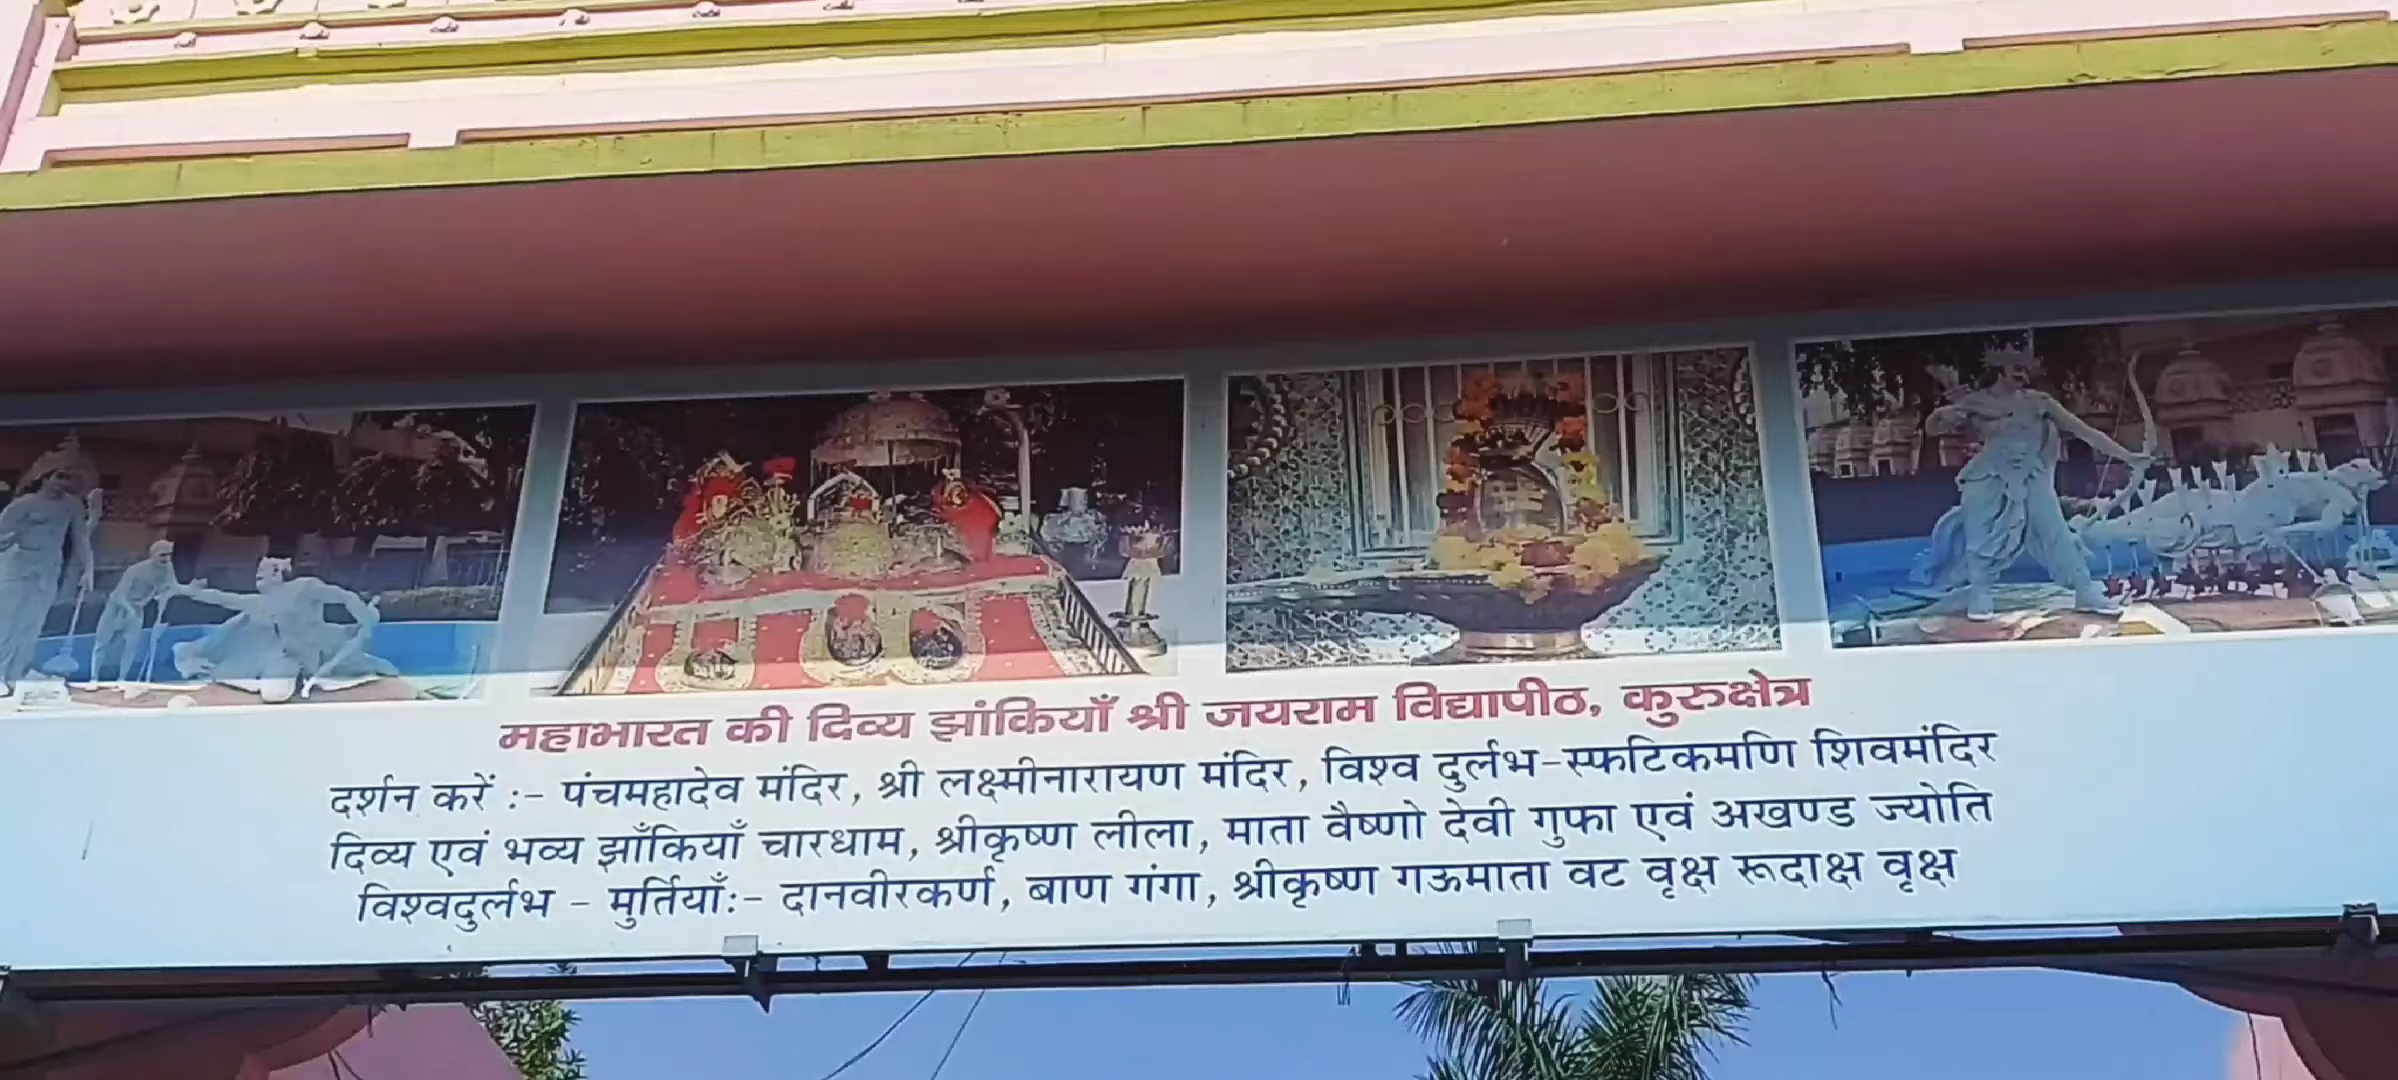 महाभारत की दिव्य झांकियाँ श्री जयराम विद्यापीठ, कुरुक्षेत्र
दर्शन करें :- पंचमहादेव मंदिर, श्री लक्ष्मीनारायण मंदिर, विश्व दुर्लभ-स्फटिकमणि शिवमंदिर
दिव्य एवं भव्य झाँकियाँ चारधाम, श्रीकृष्ण लीला, माता वैष्णो देवी गुफा एवं अखण्ड ज्योति
विश्वदुर्लभ - मुर्तियाँ:- दानवीरकर्ण, बाण गंगा, श्रीकृष्ण गऊमाता वट वृक्ष रूदाक्ष वृक्ष